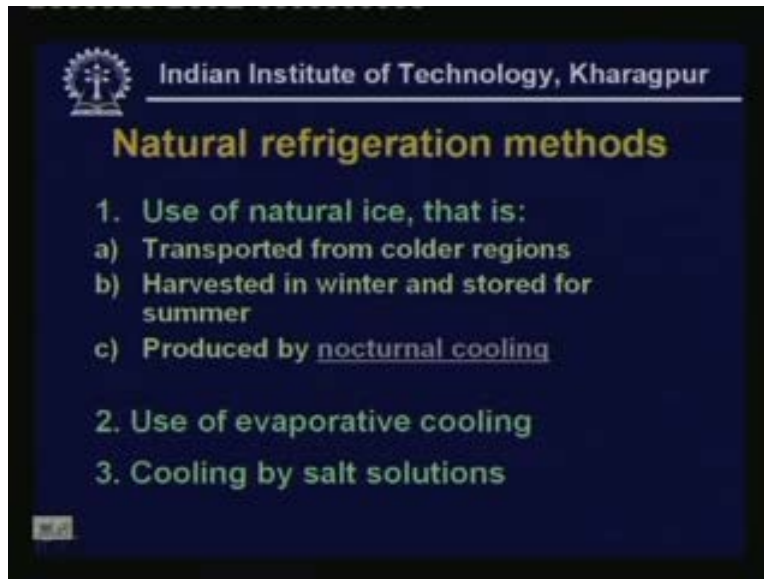 Indian Institute of Technology, Kharagpur
Natural refrigeration methods
1. Use of natural ice, that is:
a) Transported from colder regions
b) Harvested in winter and stored for
summer
c) Produced by nocturnal cooling
2. Use of evaporative cooling
3. Cooling by salt solutions